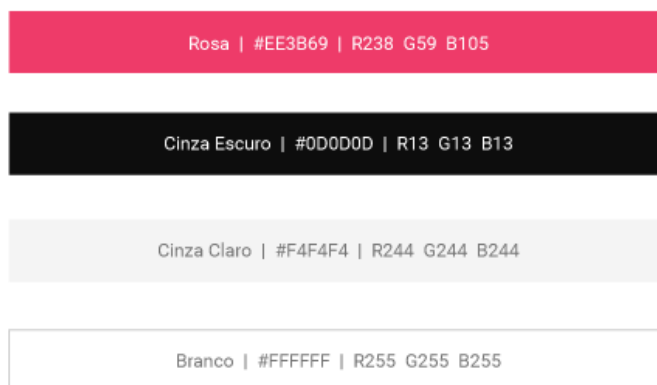 Rosa | #EE3B69 | R238 G59 B105
Cinza Escuro | #0D0D0D | R13 G13 B13
Cinza Claro | #F4F4F4 | R244 G244 B244
Branco | #FFFFFF | R255 G255 B255